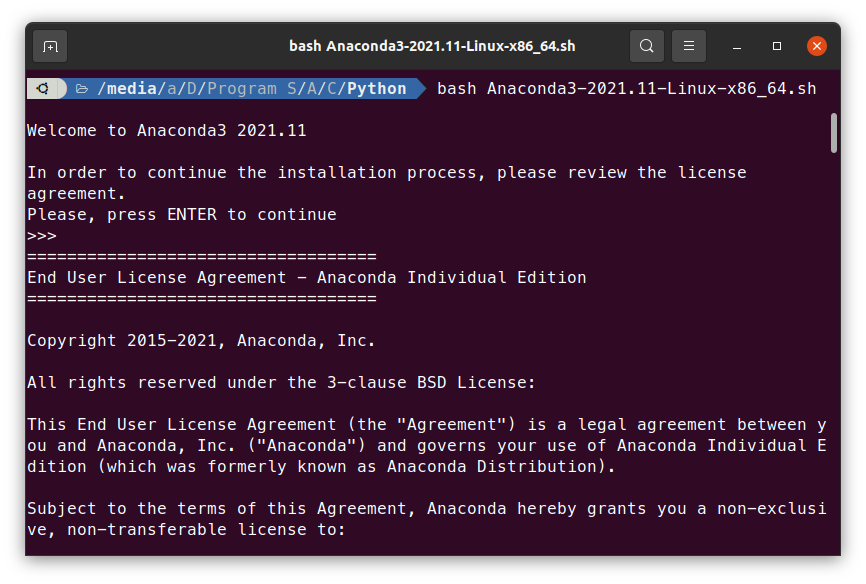 bash Anaconda3-2021.11-Linux-x86_64.sh
/media/a/D/Program S/A/C/Python bash Anaconda3-2021.11-Linux-x86_64.sh
Welcome to Anaconda3 2021.11
In order to continue the installation process, please review the license
agreement.
Please, press ENTER to continue
>>>
===================================
End User License Agreement - Anaconda Individual Edition
===================================
Copyright 2015-2021, Anaconda, Inc.
All rights reserved under the 3-clause BSD License:
This End User License Agreement (the "Agreement") is a legal agreement between y
ou and Anaconda, Inc. ("Anaconda") and governs your use of Anaconda Individual E
dition (which was formerly known as Anaconda Distribution).
Subject to the terms of this Agreement, Anaconda hereby grants you a non-exclusi
ve, non-transferable license to: